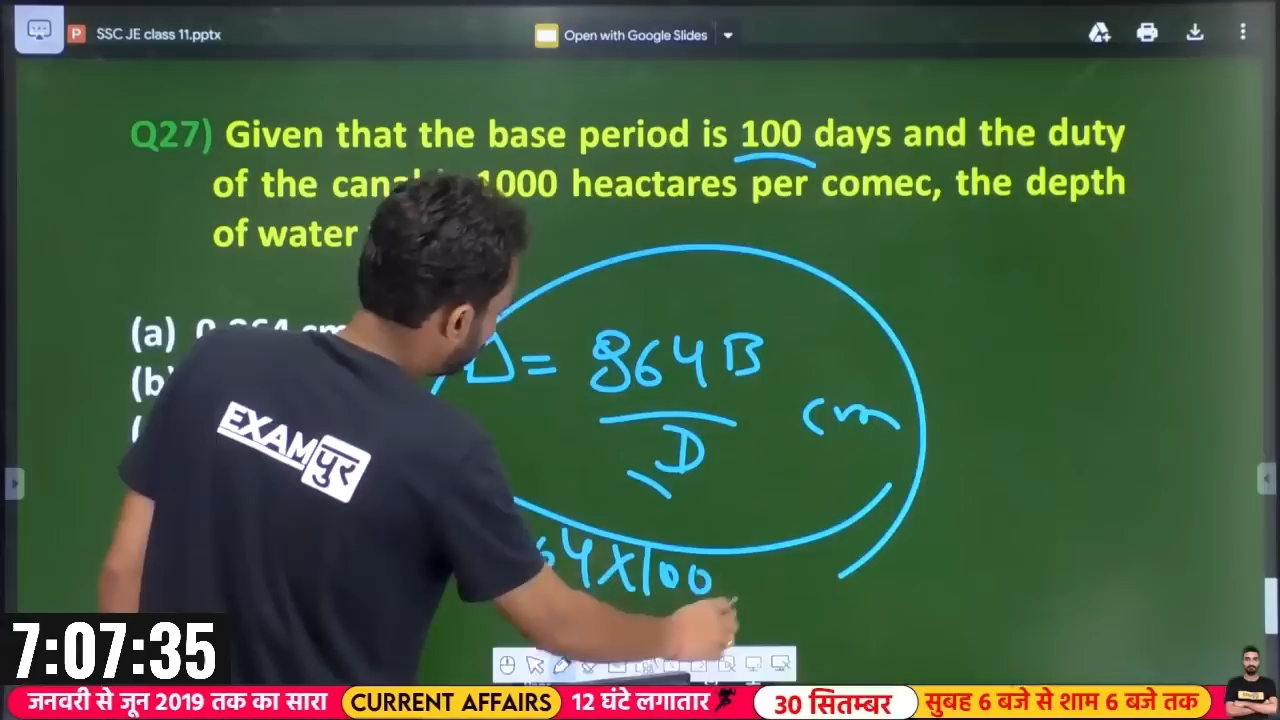 SSC JE class 11.pptx
Open with Google Slides
Q27) Given that the base period is 100 days and the duty
of the canal 1000 heactares per comec, the depth
of water
(a)
(b)
Δ = 864B
D
cm
64X100
EXAMपुर
7:07:35
जनवरी से जून 2019 तक का सारा CURRENT AFFAIRS 12 घंटे लगातार 30 सितम्बर सुबह 6 बजे से शाम 6 बजे तक